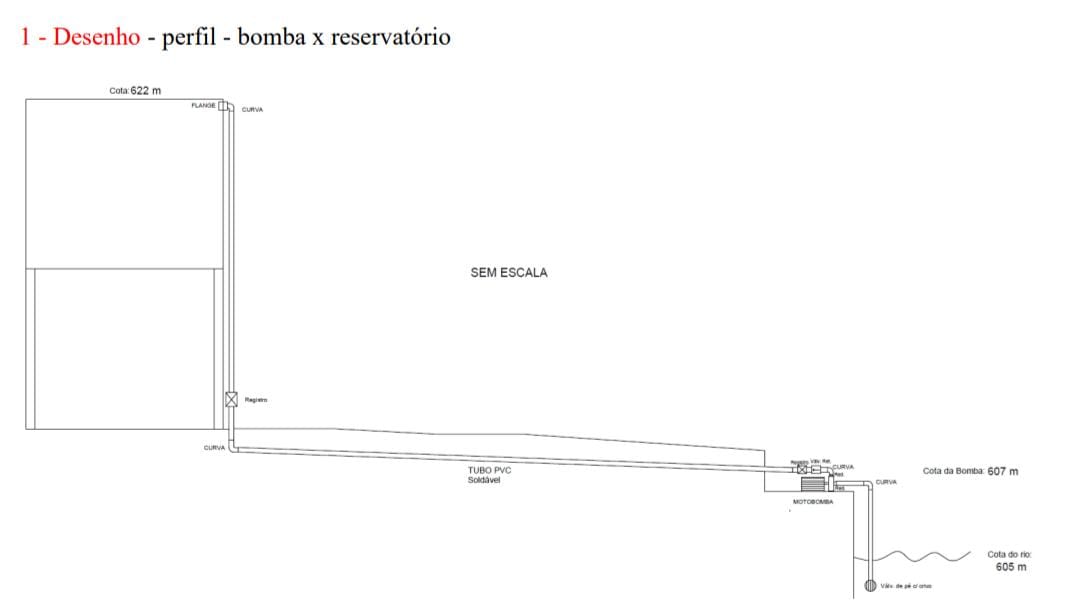 1 - Desenho - perfil - bomba x reservatório
Cota: 622 m
FLANGE
CURVA
SEM ESCALA
Registro
CURVA
TUBO PVC
Soldável
Registro Válv. Ret.
CURVA
Red.
Red.
CURVA
MOTOBOMBA
Cota da Bomba: 607 m
Cota do rio:
605 m
Válv. de pé c/ crivo